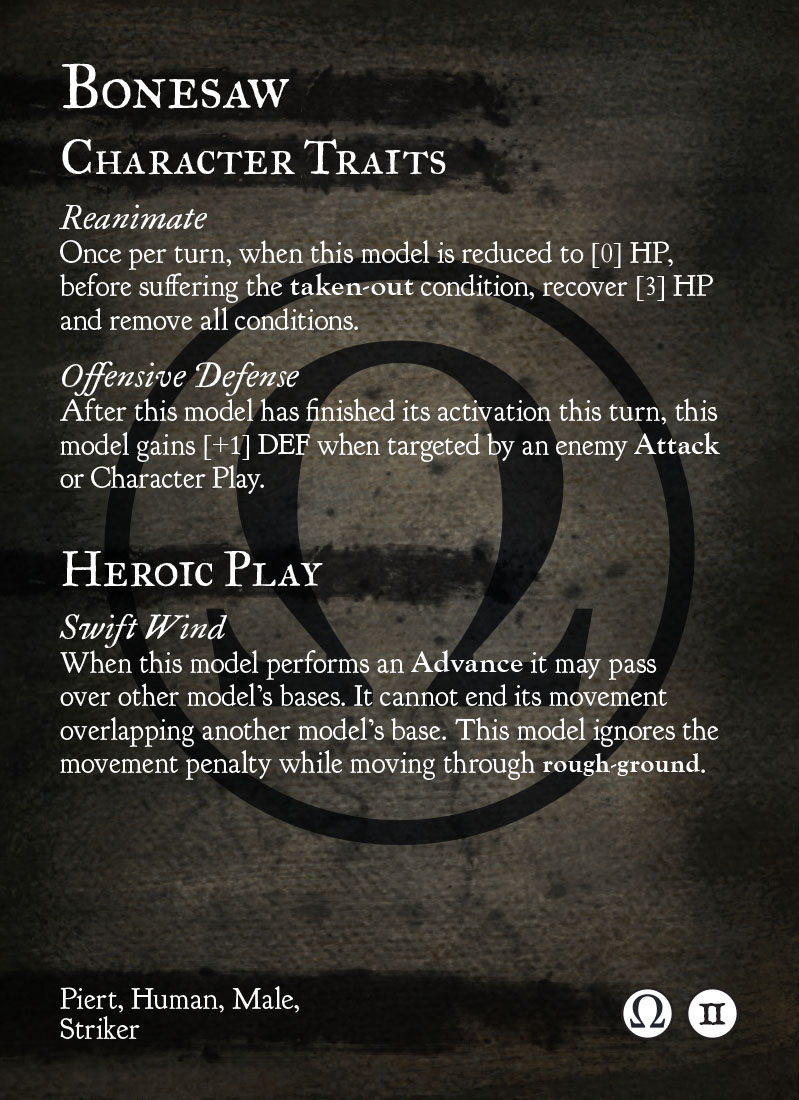 Bonesaw
Character Traits
Reanimate
Once per turn, when this model is reduced to [0] HP,
before suffering the taken-out condition, recover [3] HP
and remove all conditions.
Offensive Defense
After this model has finished its activation this turn, this
model gains [+1] DEF when targeted by an enemy Attack
or Character Play.
Heroic Play
Swift Wind
When this model performs an Advance it may pass
over other model's bases. It cannot end its movement
overlapping another model's base. This model ignores the
movement penalty while moving through rough-ground.
Piert, Human, Male,
Striker
Ω II